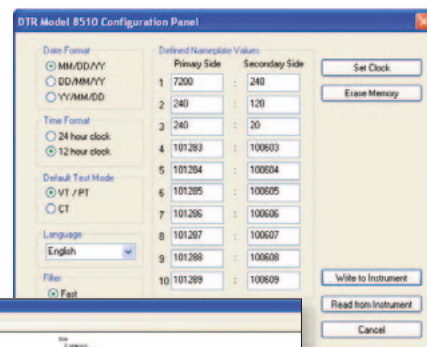 DTR Model 8510 Configuration Panel
Date Format
MM/DD/YY
DD/MM/YY
YY/MM/DD
Time Format
24 hour clock
12 hour clock
Default Test Mode
VT / PT
CT
Language
English
Filter
Fast
Defined Nameplate Values
Primary Side Secondary Side
1 7200 : 240
2 240 : 120
3 240 : 20
4 101283 : 100603
5 101284 : 100604
6 101285 : 100605
7 101286 : 100606
8 101287 : 100607
9 101288 : 100608
10 101289 : 100609
Set Clock
Erase Memory
Write to Instrument
Read from Instrument
Cancel